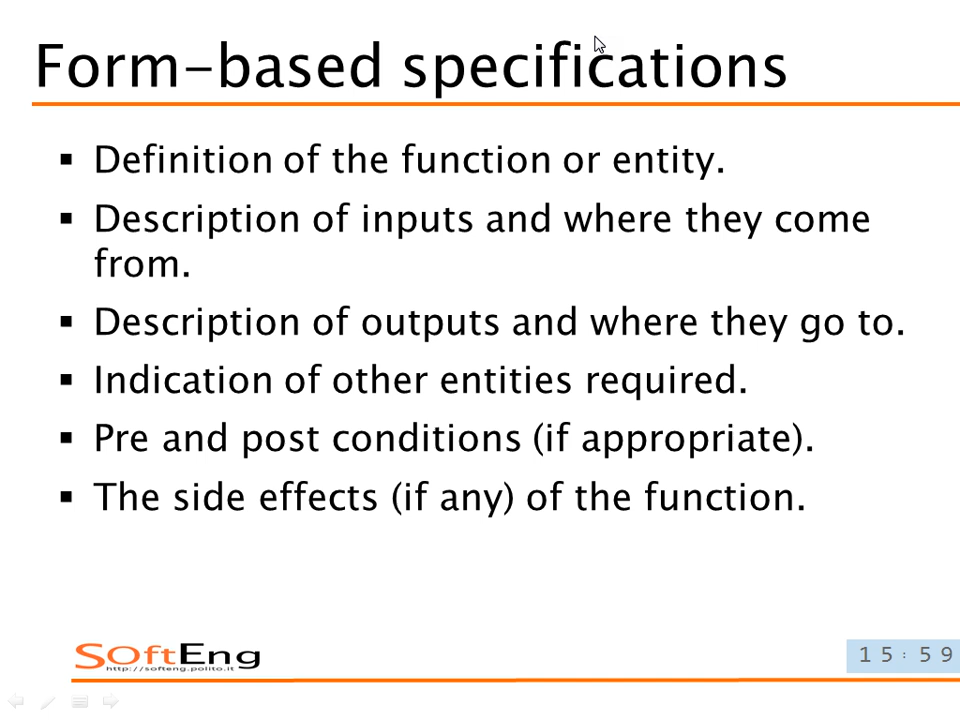 Form-based specifications
▪ Definition of the function or entity.
▪ Description of inputs and where they come
from.
▪ Description of outputs and where they go to.
▪ Indication of other entities required.
▪ Pre and post conditions (if appropriate).
▪ The side effects (if any) of the function.
SOftEng
http://softeng.polito.it
15:59